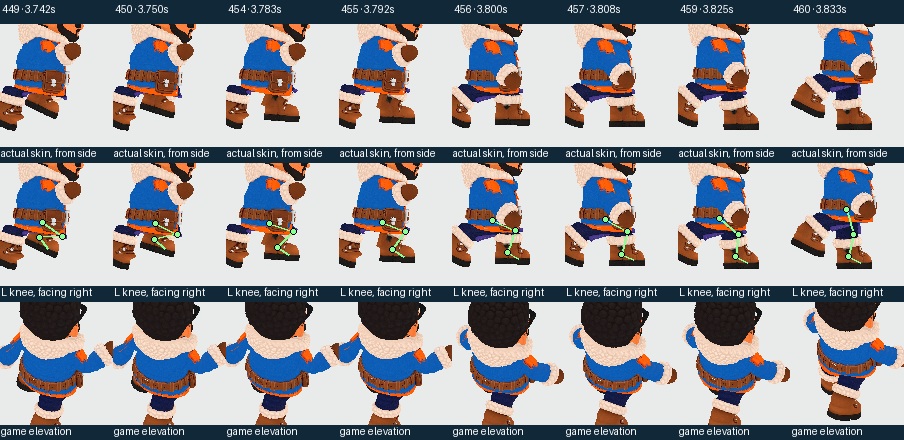 449 · 3.742s 450 · 3.750s 454 · 3.783s 455 · 3.792s 456 · 3.800s 457 · 3.808s 459 · 3.825s 460 · 3.833s
actual skin, from side actual skin, from side actual skin, from side actual skin, from side actual skin, from side actual skin, from side actual skin, from side actual skin, from side
L knee, facing right L knee, facing right L knee, facing right L knee, facing right L knee, facing right L knee, facing right L knee, facing right L knee, facing right
game elevation game elevation game elevation game elevation game elevation game elevation game elevation game elevation